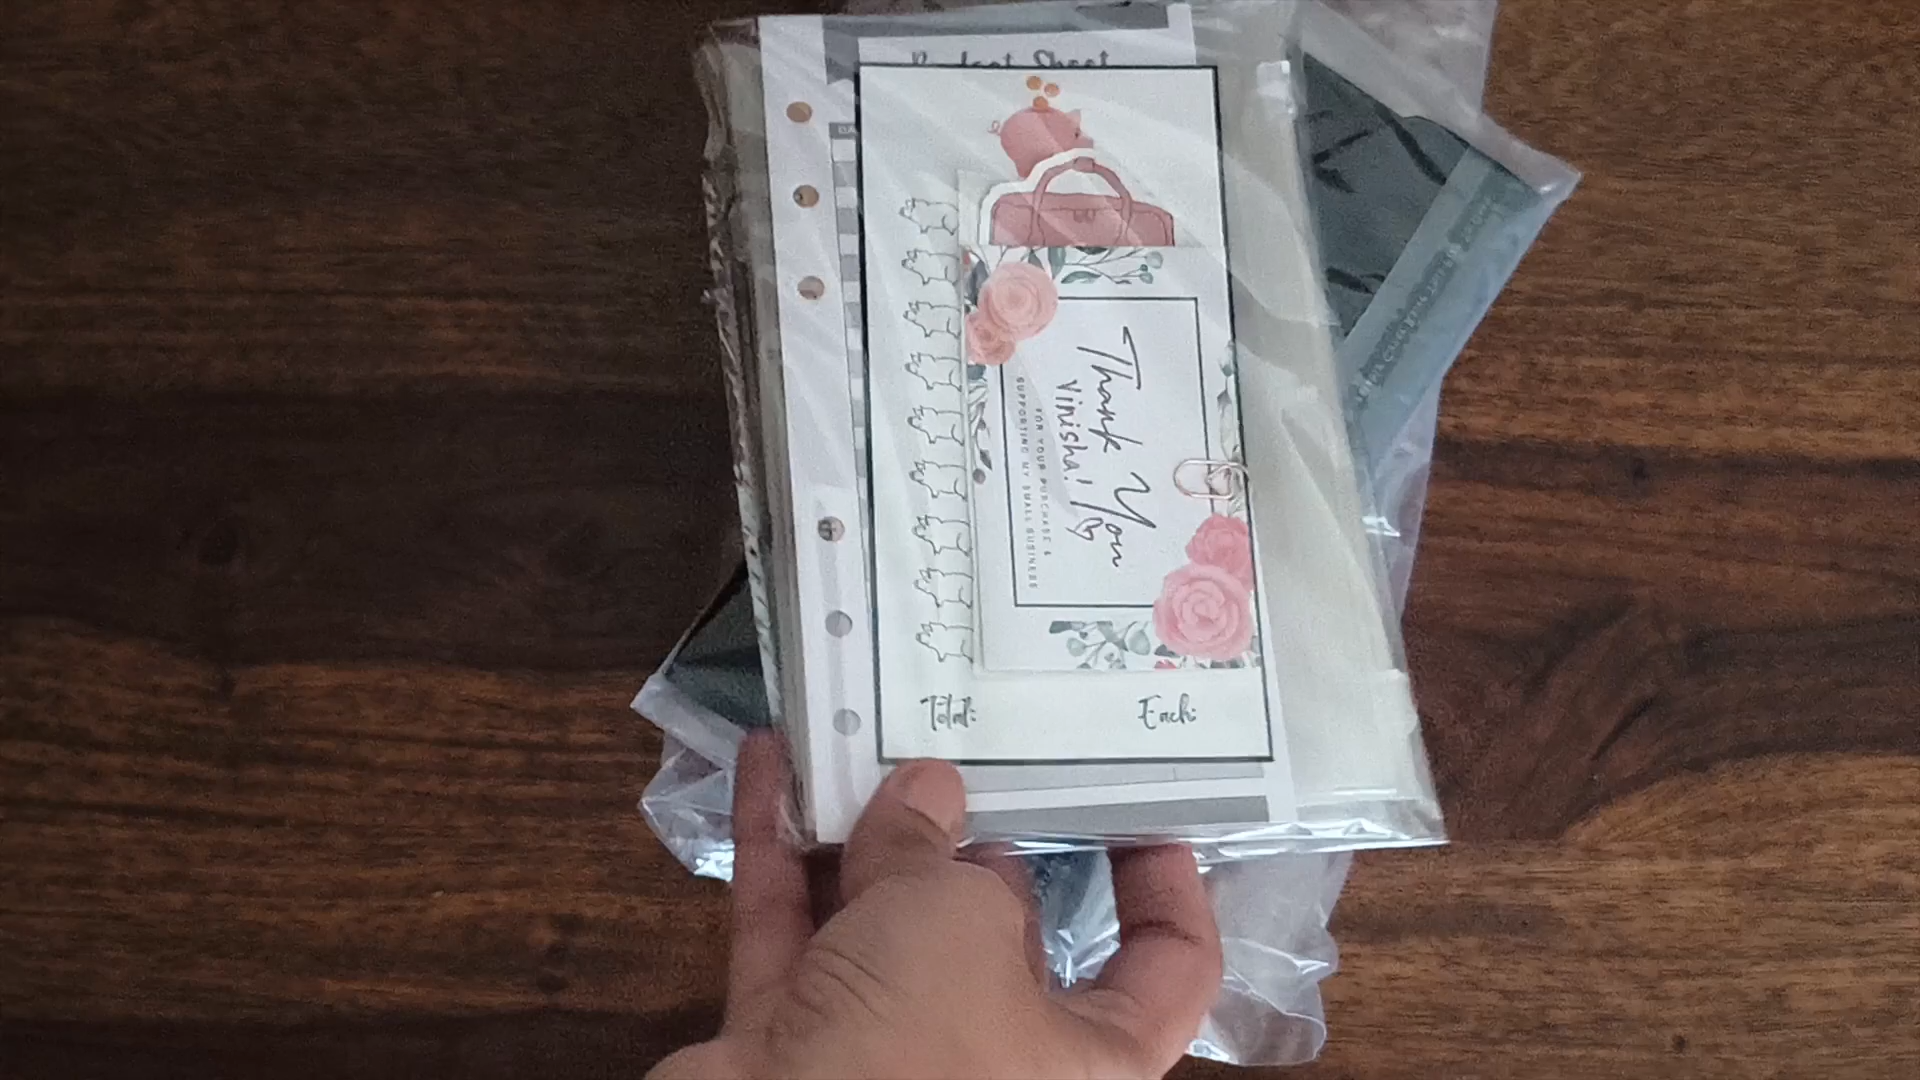 Budget Sheet
Thank You
Vinisha!
FOR YOUR PURCHASE &
SUPPORTING MY SMALL BUSINESS
Total:
Each: